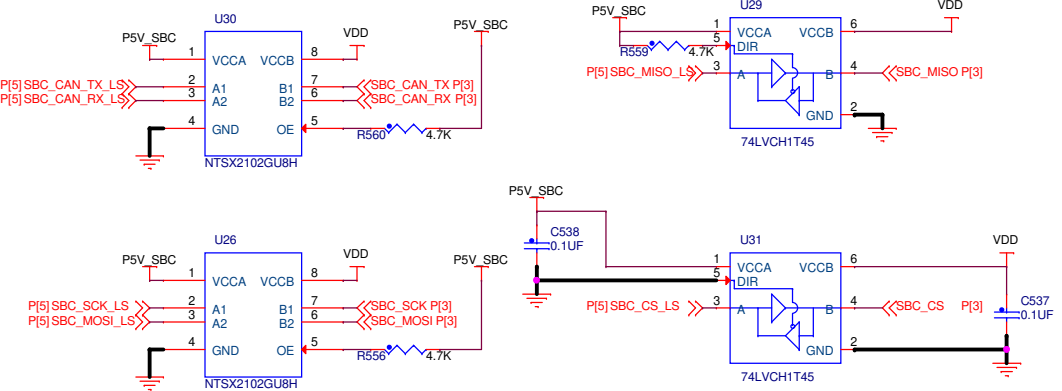 U30
P5V_SBC
VDD
P5V_SBC
1 VCCA VCCB 8
P[5] SBC_CAN_TX_LS 2 A1 B1 7 SBC_CAN_TX P[3]
P[5] SBC_CAN_RX_LS 3 A2 B2 6 SBC_CAN_RX P[3]
4 GND OE 5 R560 4.7K
NTSX2102GU8H
U29
P5V_SBC
VDD
1 VCCA VCCB 6
R559 4.7K 5 DIR
P[5] SBC_MISO_LS 3 A B 4 SBC_MISO P[3]
GND 2
74LVCH1T45
U26
P5V_SBC
VDD
P5V_SBC
1 VCCA VCCB 8
P[5] SBC_SCK_LS 2 A1 B1 7 SBC_SCK P[3]
P[5] SBC_MOSI_LS 3 A2 B2 6 SBC_MOSI P[3]
4 GND OE 5 R556 4.7K
NTSX2102GU8H
P5V_SBC
C538
0.1UF
U31
VDD
1 VCCA VCCB 6
5 DIR
P[5] SBC_CS_LS 3 A B 4 SBC_CS P[3]
C537
0.1UF
GND 2
74LVCH1T45